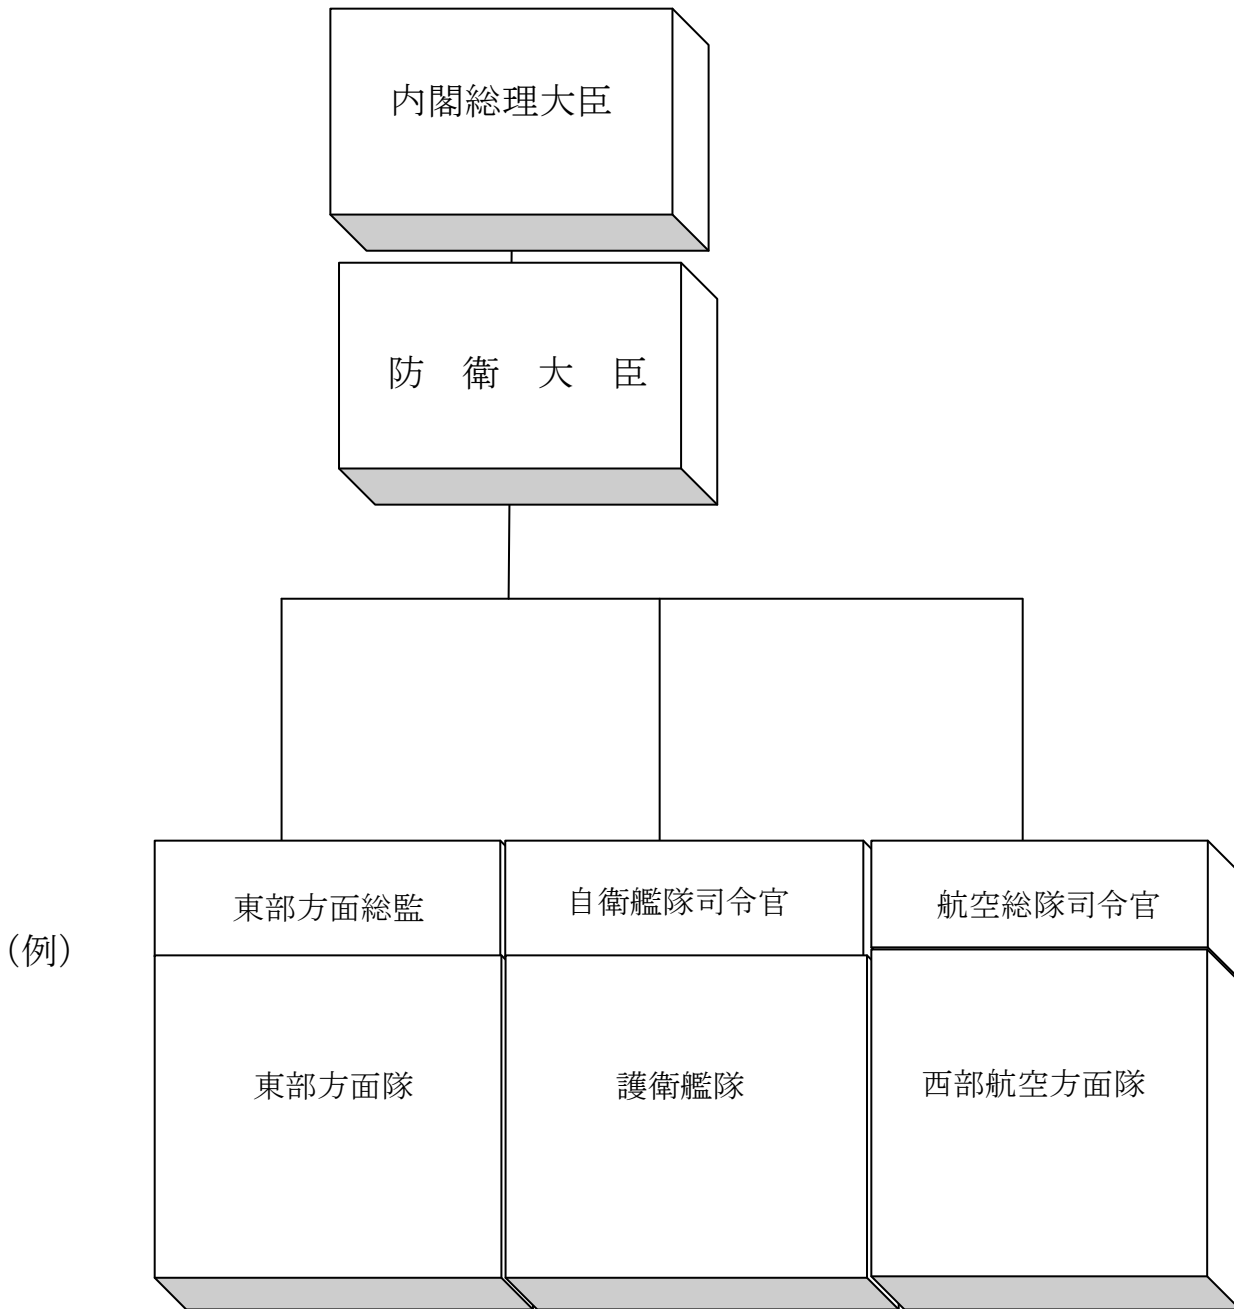 内閣総理大臣
防　衛　大　臣
東部方面総監
自衛艦隊司令官
航空総隊司令官
（例）
東部方面隊
護衛艦隊
西部航空方面隊